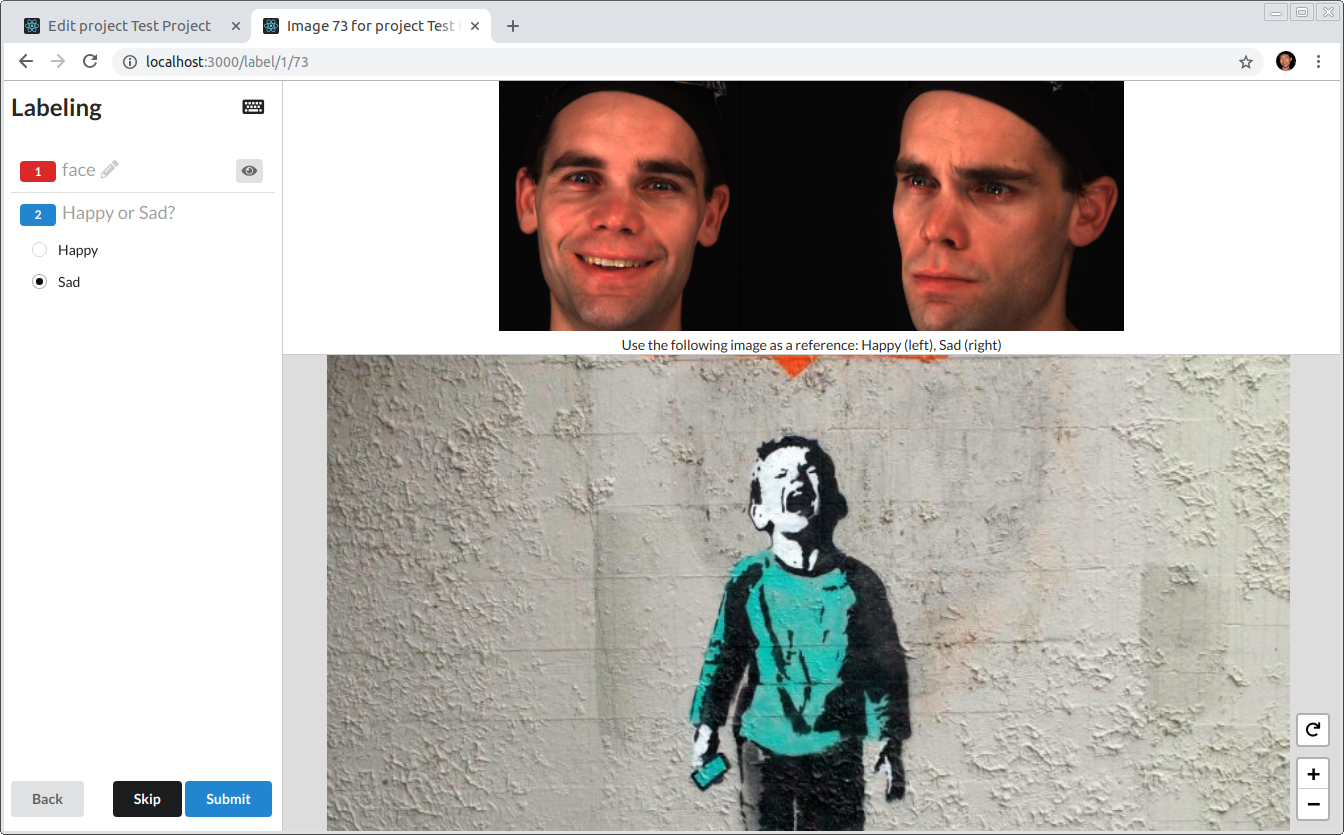 Edit project Test Project
Image 73 for project Test
localhost:3000/label/1/73
Labeling
1 face
2 Happy or Sad?
Happy
Sad
Back Skip Submit
Use the following image as a reference: Happy (left), Sad (right)
+
−